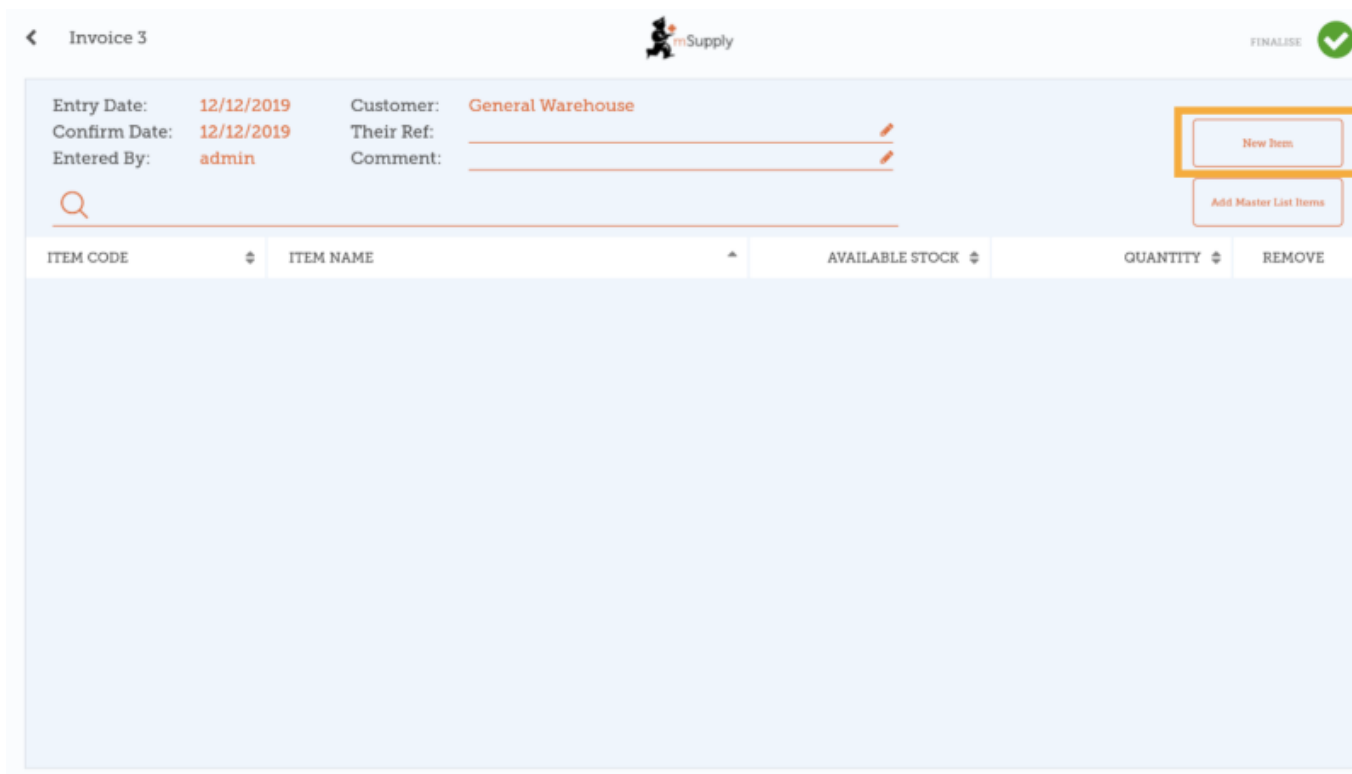 Invoice 3
mSupply
FINALISE
Entry Date: 12/12/2019 Customer: General Warehouse
Confirm Date: 12/12/2019 Their Ref:
Entered By: admin Comment:
New Item
Add Master List Items
ITEM CODE ITEM NAME AVAILABLE STOCK QUANTITY REMOVE